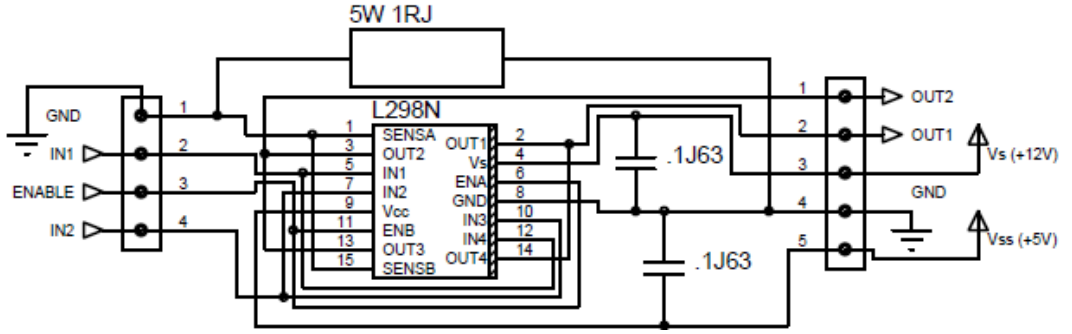 5W 1RJ
L298N
GND
IN1
ENABLE
IN2
1
2
3
4
1 SENSA
3 OUT2
5 IN1
7 IN2
9 Vcc
11 ENB
13 OUT3
15 SENSB
OUT1 2
Vs 4
ENA 6
GND 8
IN3 10
IN4 12
OUT4 14
.1J63
.1J63
1 OUT2
2 OUT1
3 Vs (+12V)
4 GND
5 Vss (+5V)